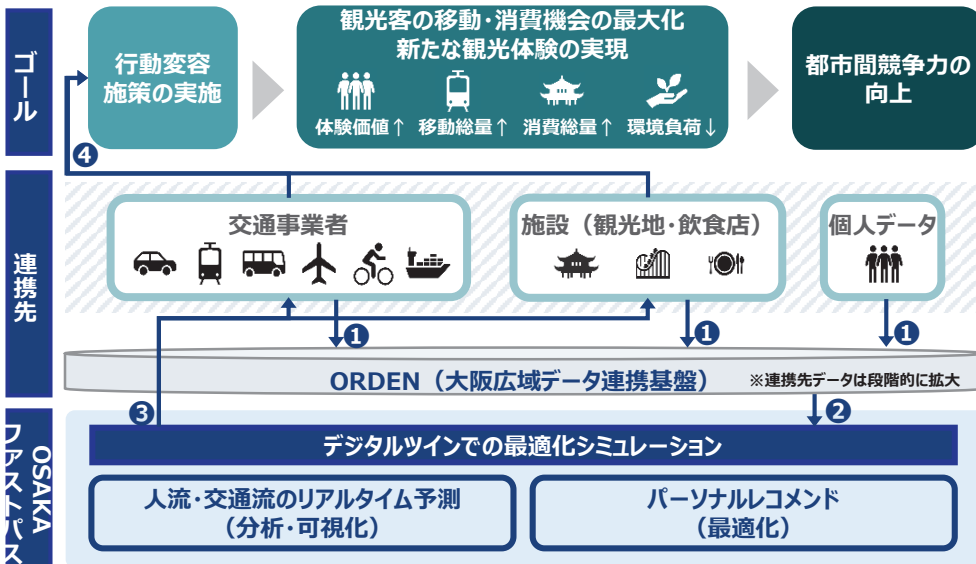 ゴール
行動変容
施策の実施
観光客の移動・消費機会の最大化
新たな観光体験の実現
体験価値↑
移動総量↑
消費総量↑
環境負荷↓
都市間競争力の
向上
❹
連携先
交通事業者
施設（観光地・飲食店）
個人データ
❶
❶
❶
ORDEN（大阪広域データ連携基盤）
※連携先データは段階的に拡大
❸
❷
OSAKA
ファストパス
デジタルツインでの最適化シミュレーション
人流・交通流のリアルタイム予測
（分析・可視化）
パーソナルレコメンド
（最適化）